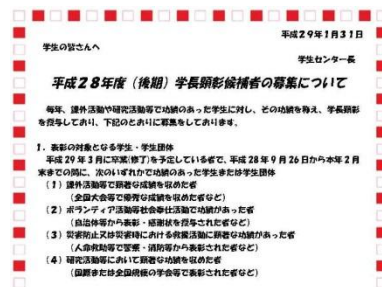 平成29年1月31日
学生の皆さんへ
学生センター長
平成28年度（後期）学長顕彰候補者の募集について
毎年、課外活動や研究活動等で功績のあった学生に対し、その功績を称え、学長顕彰
を授与しており、下記のとおりに募集をしております。
1．表彰の対象となる学生・学生団体
平成29年3月に卒業(修了)を予定している者で、平成28年9月26日から本年2月
末までの間に、次のいずれかで功績のあった学生または学生団体
（1）課外活動等で顕著な成績を収めた者
（全国大会等で優秀な成績を収めた者など）
（2）ボランティア活動等社会奉仕活動で功績があった者
（自治体等から表彰・感謝状を授与された者など）
（3）災害防止又は災害時における救援活動に顕著な功績があった者
（人命救助等で警察・消防等から表彰された者など）
（4）研究活動等において顕著な功績を収めた者
（国際または全国規模の学会等で表彰された者など）